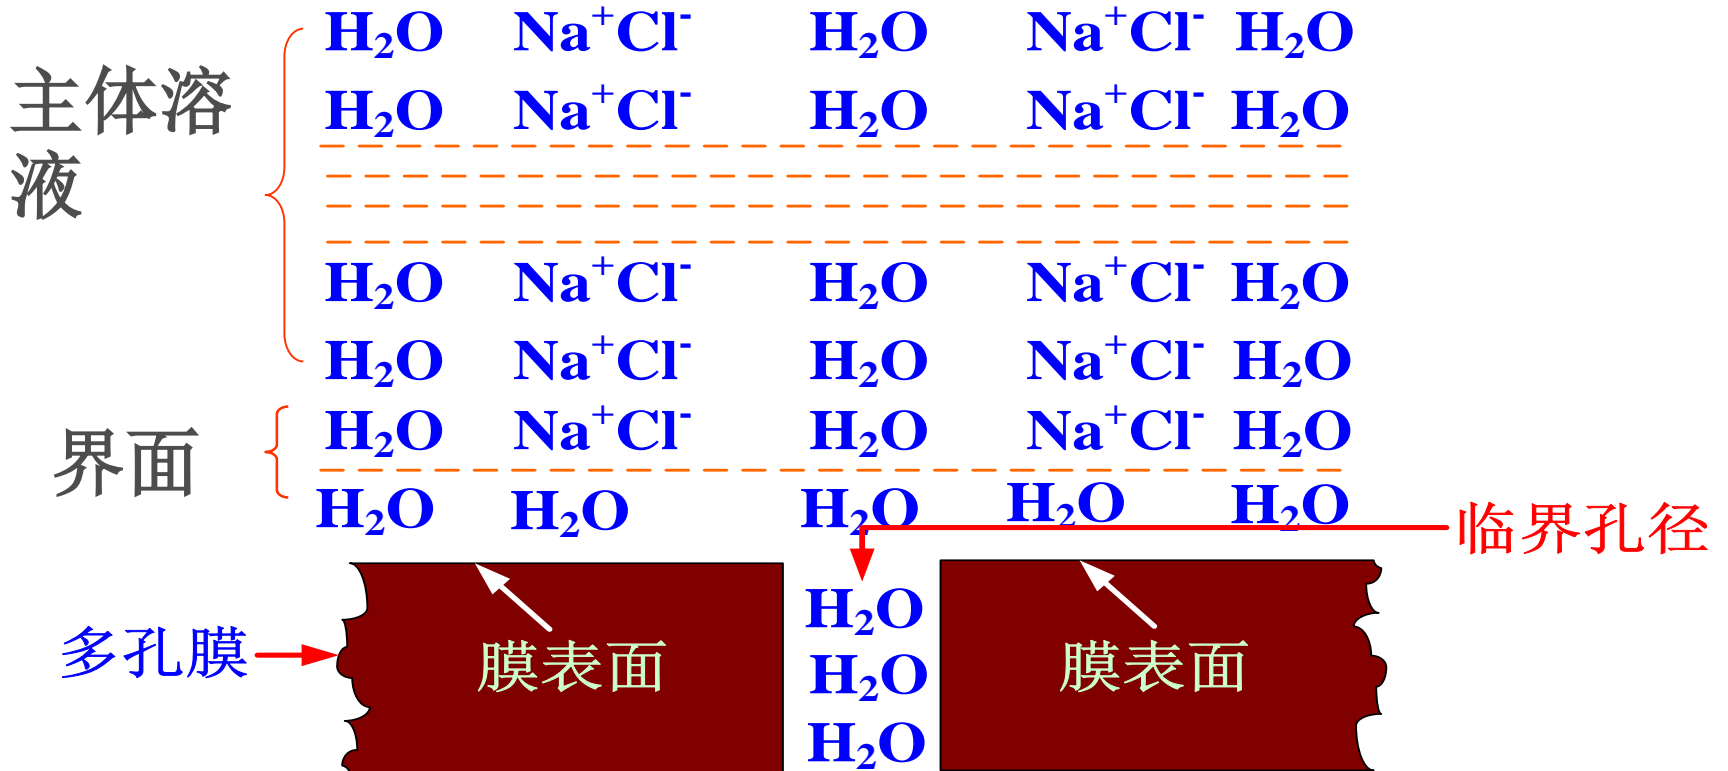 H₂O Na⁺Cl⁻ H₂O Na⁺Cl⁻ H₂O
主体溶
液
H₂O Na⁺Cl⁻ H₂O Na⁺Cl⁻ H₂O
H₂O Na⁺Cl⁻ H₂O Na⁺Cl⁻ H₂O
H₂O Na⁺Cl⁻ H₂O Na⁺Cl⁻ H₂O
界面
H₂O Na⁺Cl⁻ H₂O Na⁺Cl⁻ H₂O
H₂O H₂O H₂O H₂O H₂O
临界孔径
H₂O
多孔膜
膜表面
H₂O
膜表面
H₂O